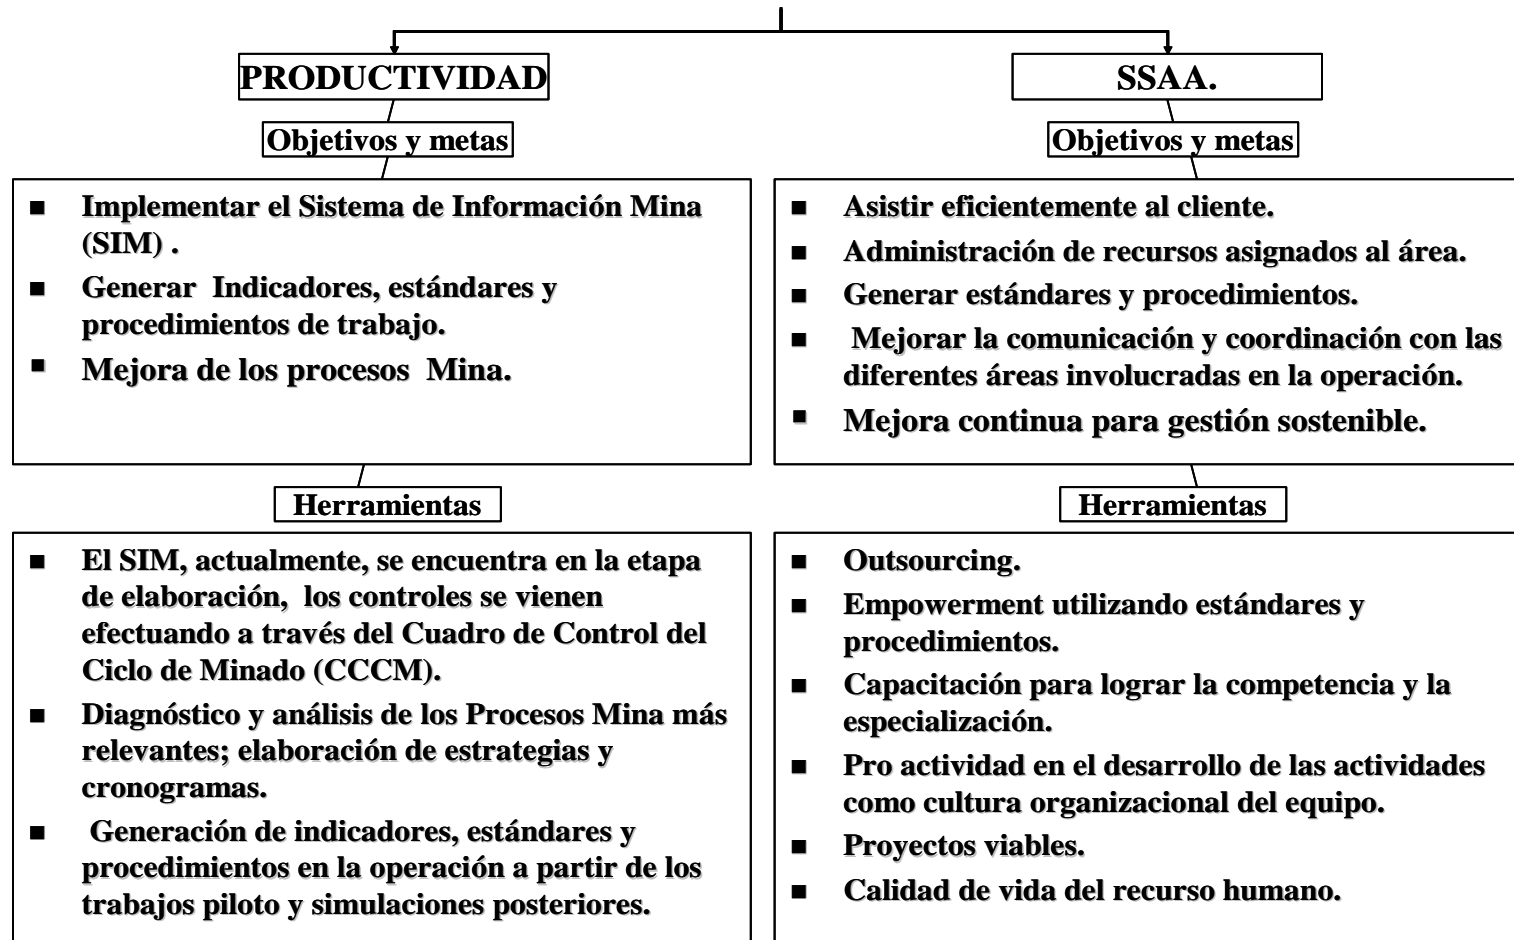 PRODUCTIVIDAD
Objetivos y metas
Implementar el Sistema de Información Mina
(SIM) .
Generar Indicadores, estándares y
procedimientos de trabajo.
Mejora de los procesos Mina.
Herramientas
El SIM, actualmente, se encuentra en la etapa
de elaboración, los controles se vienen
efectuando a través del Cuadro de Control del
Ciclo de Minado (CCCM).
Diagnóstico y análisis de los Procesos Mina más
relevantes; elaboración de estrategias y
cronogramas.
Generación de indicadores, estándares y
procedimientos en la operación a partir de los
trabajos piloto y simulaciones posteriores.
SSAA.
Objetivos y metas
Asistir eficientemente al cliente.
Administración de recursos asignados al área.
Generar estándares y procedimientos.
Mejorar la comunicación y coordinación con las
diferentes áreas involucradas en la operación.
Mejora continua para gestión sostenible.
Herramientas
Outsourcing.
Empowerment utilizando estándares y
procedimientos.
Capacitación para lograr la competencia y la
especialización.
Pro actividad en el desarrollo de las actividades
como cultura organizacional del equipo.
Proyectos viables.
Calidad de vida del recurso humano.